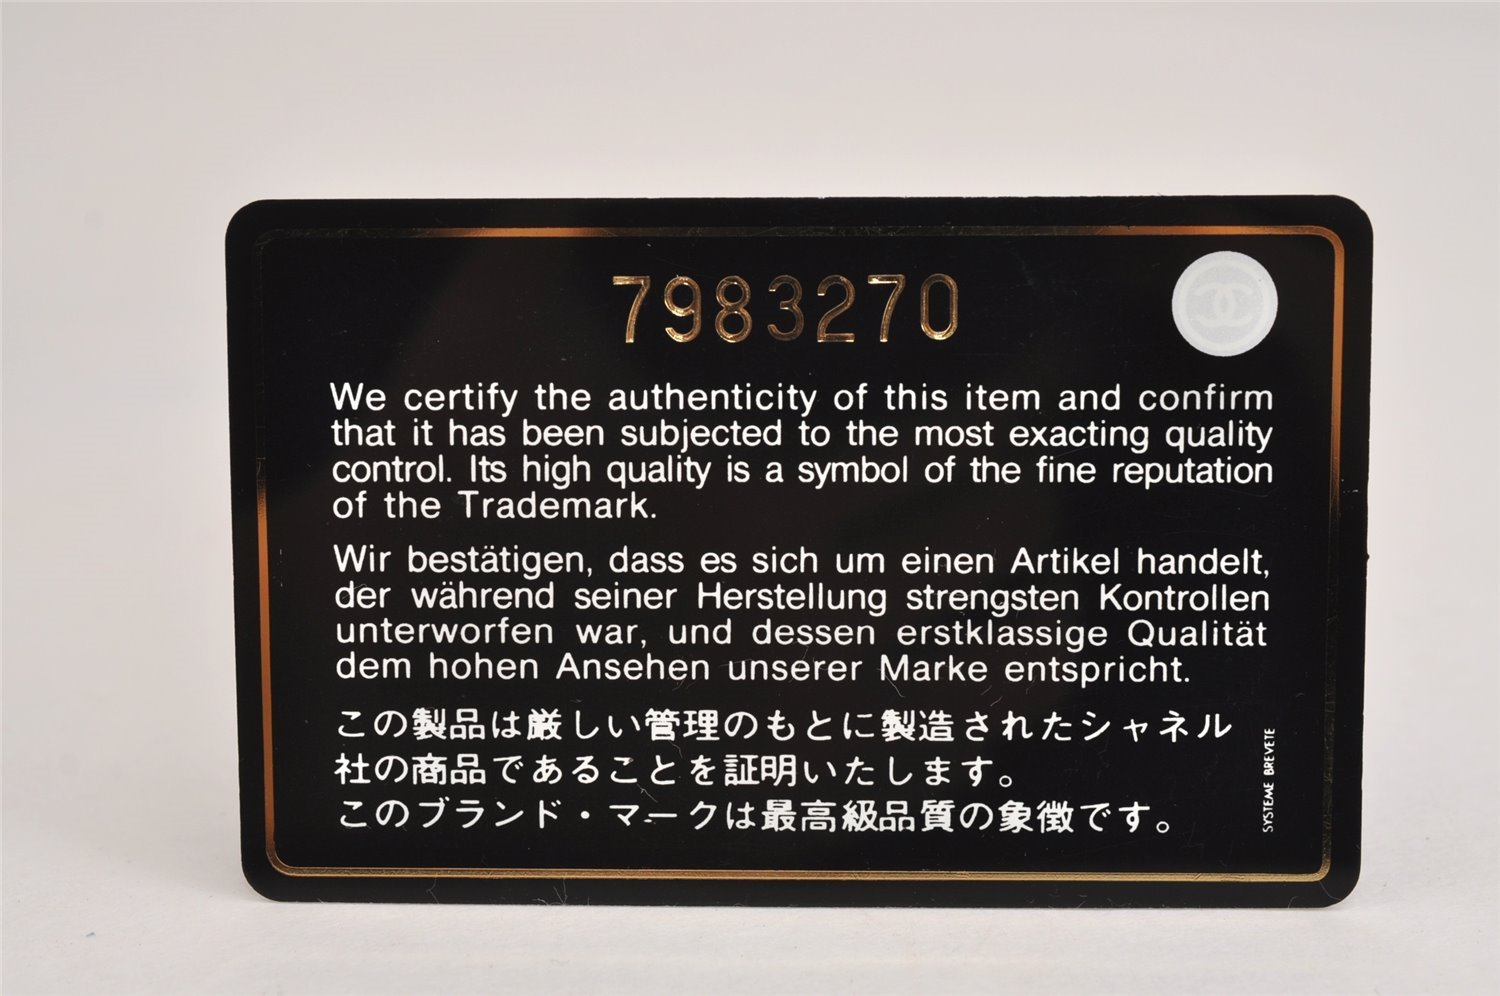 7983270
We certify the authenticity of this item and confirm
that it has been subjected to the most exacting quality
control. Its high quality is a symbol of the fine reputation
of the Trademark.
Wir bestätigen, dass es sich um einen Artikel handelt,
der während seiner Herstellung strengsten Kontrollen
unterworfen war, und dessen erstklassige Qualität
dem hohen Ansehen unserer Marke entspricht.
この製品は厳しい管理のもとに製造されたシャネル
社の商品であることを証明いたします。
このブランド・マークは最高級品質の象徴です。
SYSTEME BREVETE